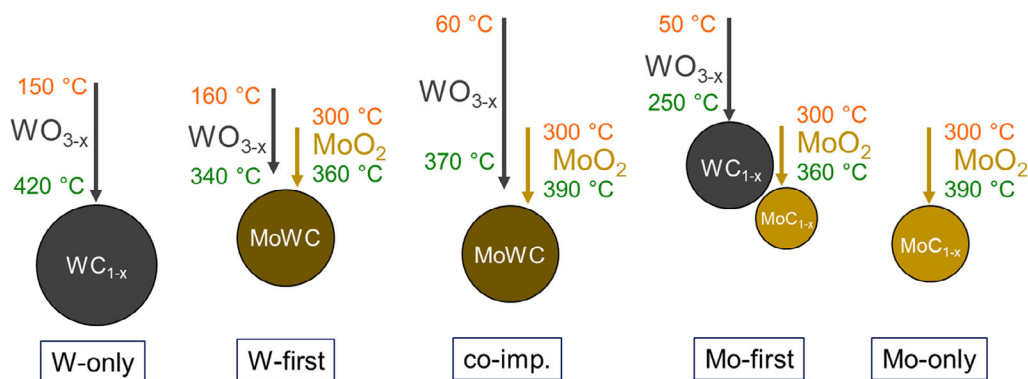 150 °C
WO3-x
420 °C
WC1-x
W-only
160 °C
WO3-x
340 °C
300 °C
MoO2
360 °C
MoWC
W-first
60 °C
WO3-x
370 °C
300 °C
MoO2
390 °C
MoWC
co-imp.
50 °C
WO3-x
250 °C
WC1-x
300 °C
MoO2
360 °C
MoC1-x
Mo-first
300 °C
MoO2
390 °C
MoC1-x
Mo-only